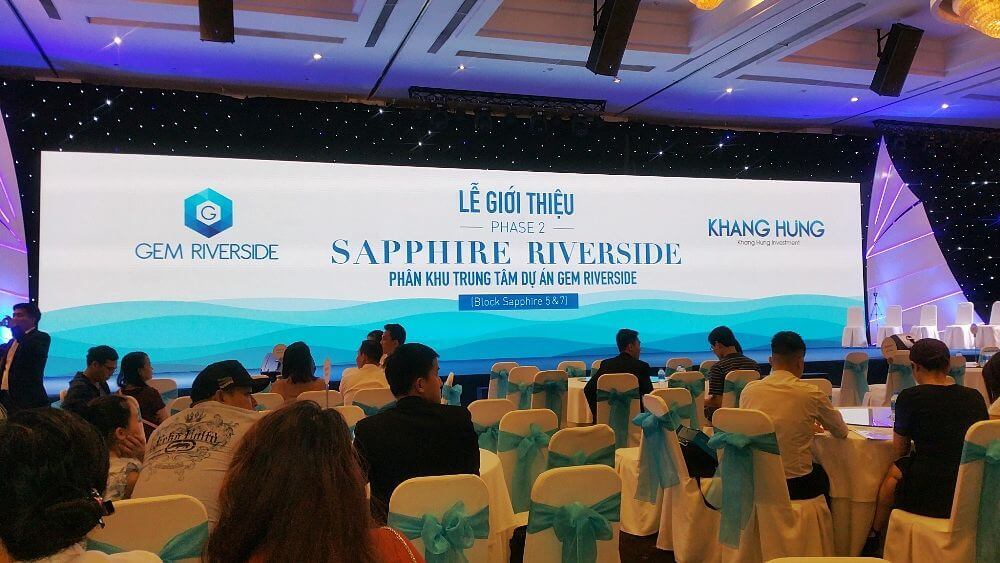 G
GEM RIVERSIDE
LỄ GIỚI THIỆU
PHASE 2
SAPPHIRE RIVERSIDE
PHÂN KHU TRUNG TÂM DỰ ÁN GEM RIVERSIDE
(Block Sapphire 5 & 7)
KHANG HƯNG
Khang Hung Investment